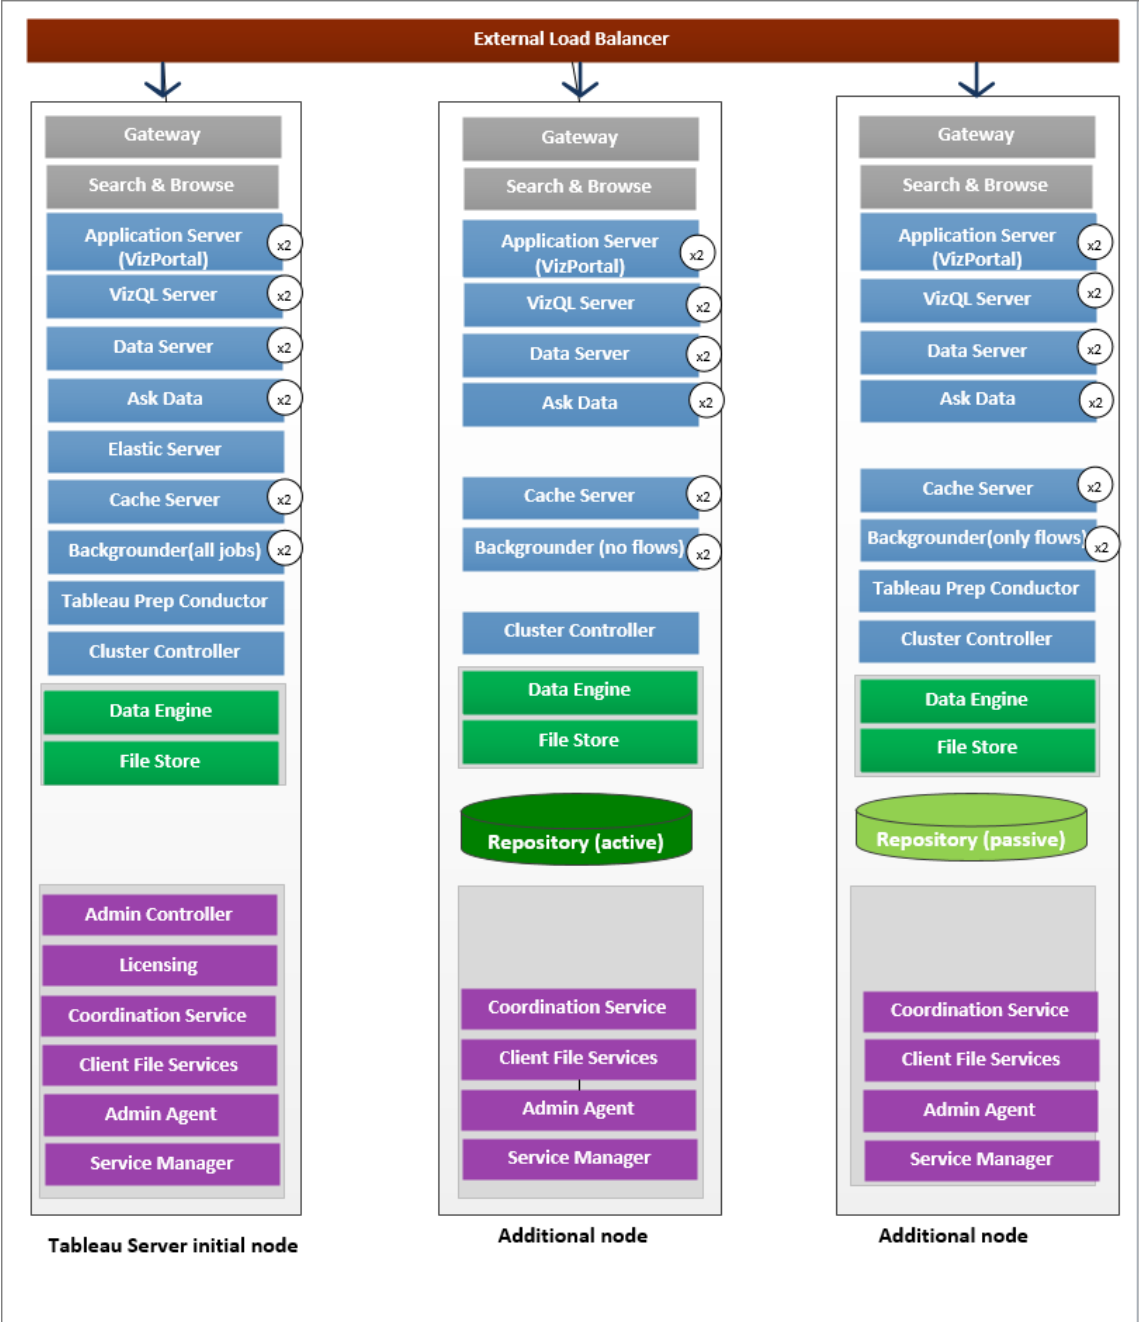 External Load Balancer
Gateway
Search & Browse
Application Server
(VizPortal)
x2
VizQL Server
x2
Data Server
x2
Ask Data
x2
Elastic Server
Cache Server
x2
Backgrounder(all jobs)
x2
Tableau Prep Conductor
Cluster Controller
Data Engine
File Store
Admin Controller
Licensing
Coordination Service
Client File Services
Admin Agent
Service Manager
Tableau Server initial node
Gateway
Search & Browse
Application Server
(VizPortal)
x2
VizQL Server
x2
Data Server
x2
Ask Data
x2
Cache Server
x2
Backgrounder (no flows)
x2
Cluster Controller
Data Engine
File Store
Repository (active)
Coordination Service
Client File Services
Admin Agent
Service Manager
Additional node
Gateway
Search & Browse
Application Server
(VizPortal)
x2
VizQL Server
x2
Data Server
x2
Ask Data
x2
Cache Server
x2
Backgrounder(only flows)
x2
Tableau Prep Conductor
Cluster Controller
Data Engine
File Store
Repository (passive)
Coordination Service
Client File Services
Admin Agent
Service Manager
Additional node